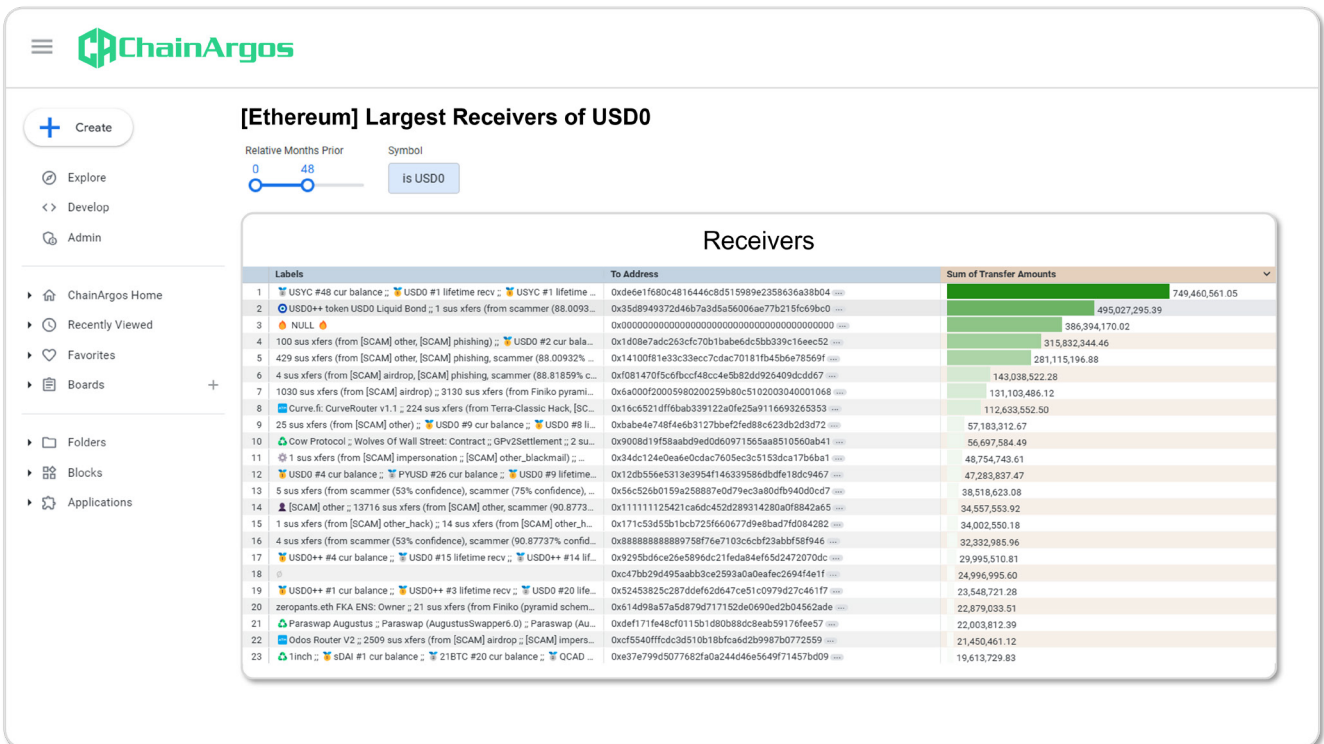 ChainArgos
Create
[Ethereum] Largest Receivers of USD0
Relative Months Prior
Symbol
0
48
is USD0
Explore
Develop
Admin
ChainArgos Home
Recently Viewed
Favorites
Boards
Folders
Blocks
Applications
Receivers
Labels To Address Sum of Transfer Amounts
1 USYC #48 cur balance ;; USD0 #1 lifetime recv ;; USYC #1 lifetime ... 0xde6e1f680c4816446c8d515989e2358636a38b04 749,460,561.05
2 USD0++ token USD0 Liquid Bond ;; 1 sus xfers (from scammer (88.0093... 0x35d8949372d46b7a3d5a56006ae77b215fc69bc0 495,027,295.39
3 NULL 0x0000000000000000000000000000000000000000 386,394,170.02
4 100 sus xfers (from [SCAM] other, [SCAM] phishing) ;; USD0 #2 cur bala... 0x1d08e7adc263cfc70b1babe6dc5bb339c16eec52 315,832,344.46
5 429 sus xfers (from [SCAM] other, [SCAM] phishing, scammer (88.00932% ... 0x14100f81e33c33ecc7cdac70181fb45b6e78569f 281,115,196.88
6 4 sus xfers (from [SCAM] airdrop, [SCAM] phishing, scammer (88.81859% c... 0xf081470f5c6fbccf48cc4e5b82dd926409dcdd67 143,038,522.28
7 1030 sus xfers (from [SCAM] airdrop) ;; 3130 sus xfers (from Finiko pyrami... 0x6a000f20005980200259b80c5102003040001068 131,103,486.12
8 Curve.fi: CurveRouter v1.1 ;; 224 sus xfers (from Terra-Classic Hack, [SC... 0x16c6521dff6bab339122a0fe25a9116693265353 112,633,552.50
9 25 sus xfers (from [SCAM] other) ;; USD0 #9 cur balance ;; USD0 #8 li... 0xbabe4e748f4e6b3127bbef2fed88c623db2d3d72 57,183,312.67
10 Cow Protocol ;; Wolves Of Wall Street: Contract ;; GPv2Settlement ;; 2 su... 0x9008d19f58aabd9ed0d60971565aa8510560ab41 56,697,584.49
11 1 sus xfers (from [SCAM] impersonation ;; [SCAM] other_blackmail) ;; ... 0x34dc124e0ea6e0cdac7605ec3c5153dca17b6ba1 48,754,743.61
12 USD0 #4 cur balance ;; PYUSD #26 cur balance ;; USD0 #9 lifetime... 0x12db556e5313e3954f146339586dbdfe18dc9467 47,283,837.47
13 5 sus xfers (from scammer (53% confidence), scammer (75% confidence), ... 0x56c526b0159a258887e0d79ec3a80dfb940d0cd7 38,518,623.08
14 [SCAM] other ;; 13716 sus xfers (from [SCAM] other, scammer (90.8773... 0x111111125421ca6dc452d289314280a0f8842a65 34,557,553.92
15 1 sus xfers (from [SCAM] other_hack) ;; 14 sus xfers (from [SCAM] other_h... 0x171c53d55b1bcb725f660677d9e8bad7fd084282 34,002,550.18
16 4 sus xfers (from scammer (53% confidence), scammer (90.87737% confid... 0x888888888889758f76e7103c6cbf23abbf58f946 32,332,985.96
17 USD0++ #4 cur balance ;; USD0 #15 lifetime recv ;; USD0++ #14 lif... 0x9295bd6ce26e5896dc21feda84ef65d2472070dc 29,995,510.81
18 0xc47bb29d495aabb3ce2593a0a0eafec2694f4e1f 24,996,995.60
19 USD0++ #1 cur balance ;; USD0++ #3 lifetime recv ;; USD0 #20 life... 0x52453825c287ddef62d647ce51c0979d27c461f7 23,548,721.28
20 zeropants.eth FKA ENS: Owner ;; 21 sus xfers (from Finiko (pyramid schem... 0x614d98a57a5d879d717152de0690ed2b04562ade 22,879,033.51
21 Paraswap Augustus ;; Paraswap (AugustusSwapper6.0) ;; Paraswap (Au... 0xdef171fe48cf0115b1d80b88dc8eab59176fee57 22,003,812.39
22 Odos Router V2 ;; 2509 sus xfers (from [SCAM] airdrop ;; [SCAM] impers... 0xcf5540fffcdc3d510b18bfca6d2b9987b0772559 21,450,461.12
23 1inch ;; sDAI #1 cur balance ;; 21BTC #20 cur balance ;; QCAD ... 0xe37e799d5077682fa0a244d46e5649f71457bd09 19,613,729.83